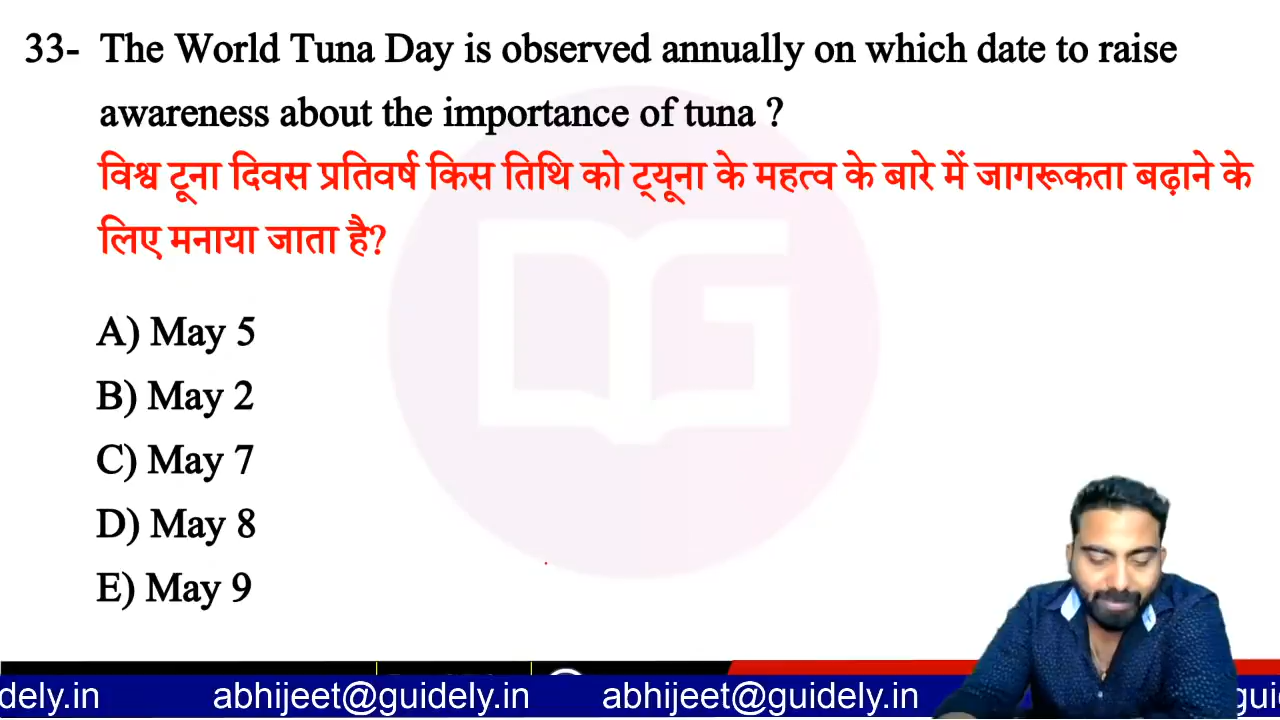 33- The World Tuna Day is observed annually on which date to raise
awareness about the importance of tuna ?
विश्व टूना दिवस प्रतिवर्ष किस तिथि को ट्यूना के महत्व के बारे में जागरूकता बढ़ाने के
लिए मनाया जाता है?
A) May 5
B) May 2
C) May 7
D) May 8
E) May 9
dely.in abhijeet@guidely.in abhijeet@guidely.in gui